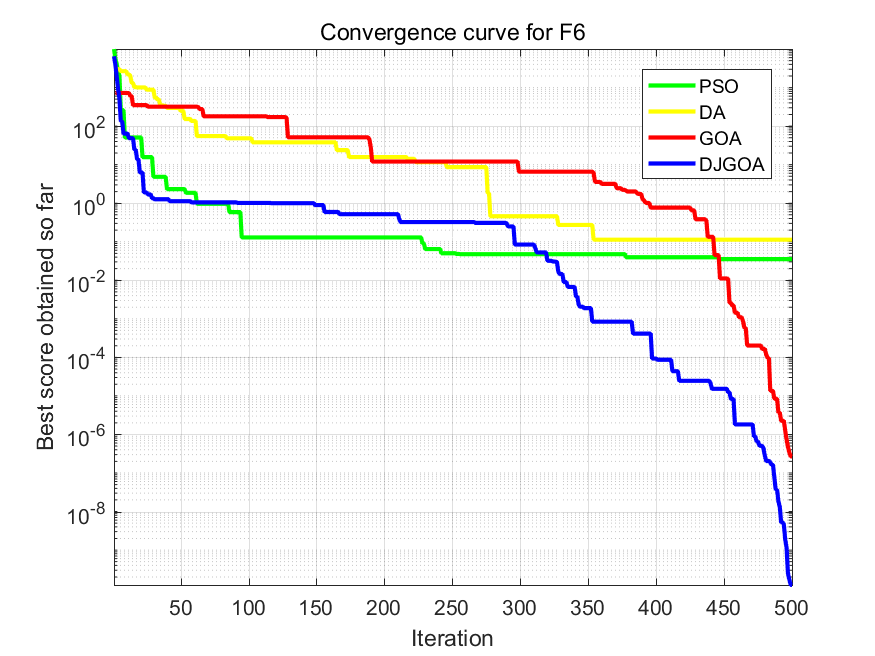 Convergence curve for F6
PSO
DA
GOA
DJGOA
Best score obtained so far
10^2
10^0
10^-2
10^-4
10^-6
10^-8
50 100 150 200 250 300 350 400 450 500
Iteration